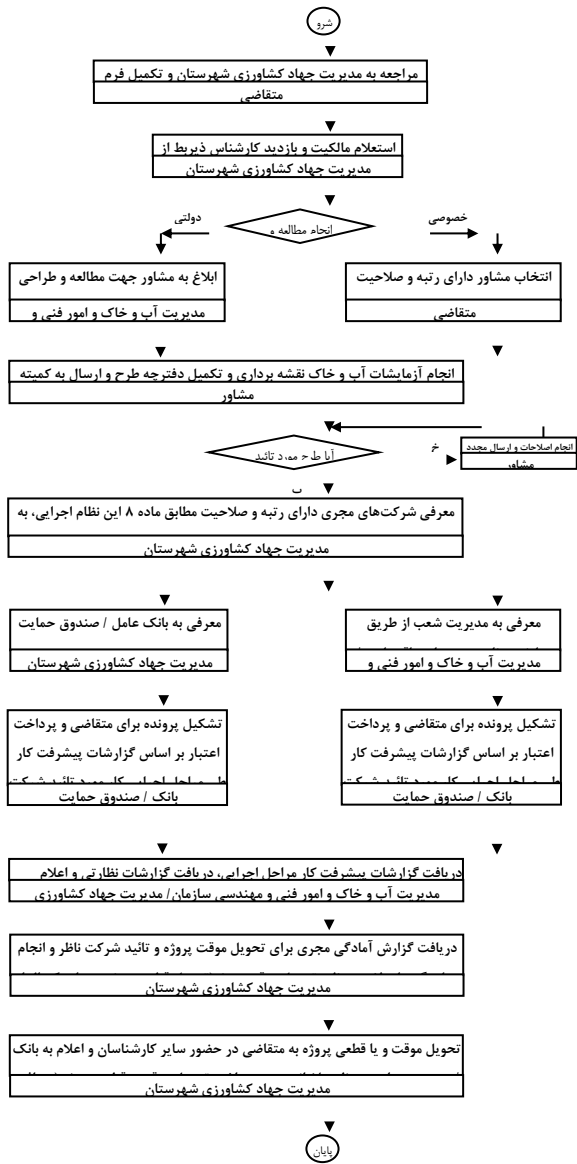 شرو
مراجعه به مدیریت جهاد کشاورزی شهرستان و تکمیل فرم
متقاضی
استعلام مالکیت و بازدید کارشناس ذیربط از
مدیریت جهاد کشاورزی شهرستان
انجام مطالعه و
خصوصی
دولتی
انتخاب مشاور دارای رتبه و صلاحیت
متقاضی
ابلاغ به مشاور جهت مطالعه و طراحی
مدیریت آب و خاک و امور فنی و
انجام آزمایشات آب و خاک نقشه برداری و تکمیل دفترچه طرح و ارسال به کمیته
مشاور
آیا طرح مورد تائید
خ
انجام اصلاحات و ارسال مجدد
مشاور
معرفی شرکت‌های مجری دارای رتبه و صلاحیت مطابق ماده ۸ این نظام اجرایی، به
مدیریت جهاد کشاورزی شهرستان
معرفی به مدیریت شعب از طریق
مدیریت آب و خاک و امور فنی و
معرفی به بانک عامل / صندوق حمایت
مدیریت جهاد کشاورزی شهرستان
تشکیل پرونده برای متقاضی و پرداخت
اعتبار بر اساس گزارشات پیشرفت کار
بانک / صندوق حمایت
تشکیل پرونده برای متقاضی و پرداخت
اعتبار بر اساس گزارشات پیشرفت کار
بانک / صندوق حمایت
دریافت گزارشات پیشرفت کار مراحل اجرایی، دریافت گزارشات نظارتی و اعلام
مدیریت آب و خاک و امور فنی و مهندسی سازمان/ مدیریت جهاد کشاورزی
دریافت گزارش آمادگی مجری برای تحویل موقت پروژه و تائید شرکت ناظر و انجام
مدیریت جهاد کشاورزی شهرستان
تحویل موقت و یا قطعی پروژه به متقاضی در حضور سایر کارشناسان و اعلام به بانک
مدیریت جهاد کشاورزی شهرستان
پایان